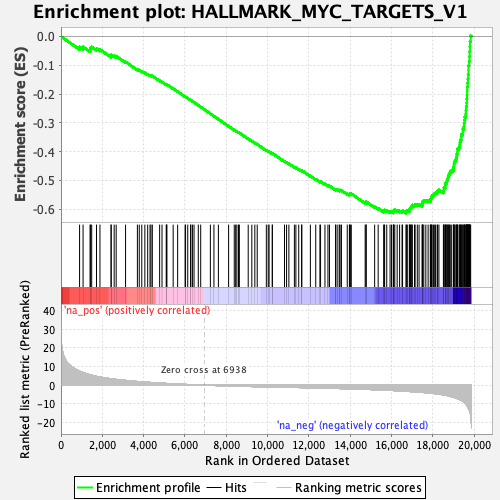 Enrichment plot: HALLMARK_MYC_TARGETS_V1
Enrichment score (ES)
0.0
-0.1
-0.2
-0.3
-0.4
-0.5
-0.6
'na_pos' (positively correlated)
Ranked list metric (PreRanked)
40
30
20
10
0
-10
-20
Zero cross at 6938
'na_neg' (negatively correlated)
0
2,000
4,000
6,000
8,000
10,000
12,000
14,000
16,000
18,000
20,000
Rank in Ordered Dataset
Enrichment profile
Hits
Ranking metric scores